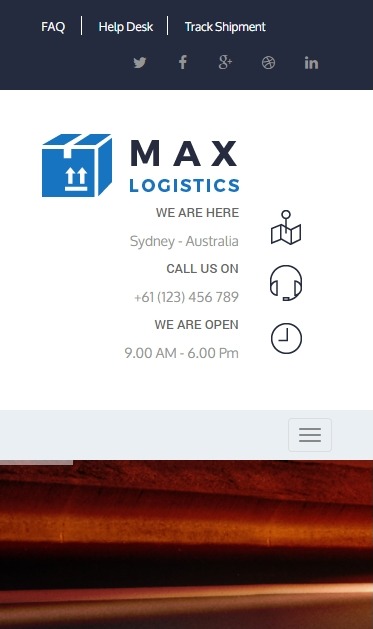 FAQ
Help Desk
Track Shipment
MAX
LOGISTICS
WE ARE HERE
Sydney - Australia
CALL US ON
+61 (123) 456 789
WE ARE OPEN
9.00 AM - 6.00 Pm